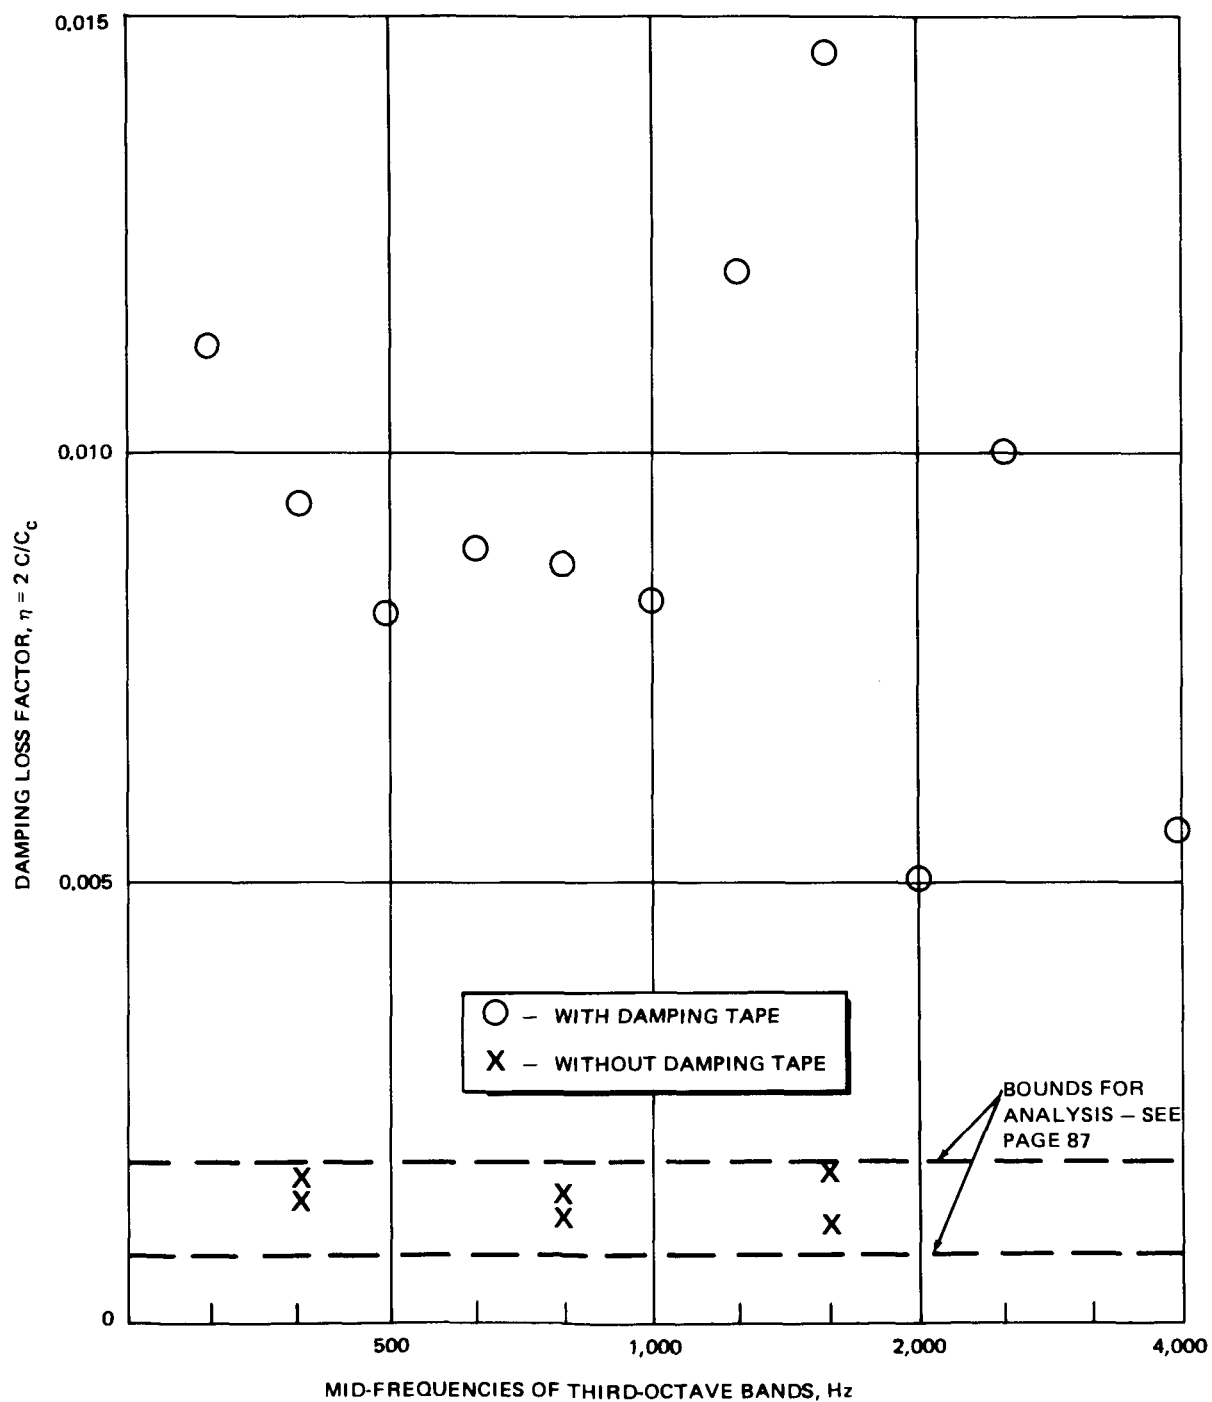 0.015
0.010
0.005
0
DAMPING LOSS FACTOR, η = 2 C/Cc
O – WITH DAMPING TAPE
X – WITHOUT DAMPING TAPE
BOUNDS FOR
ANALYSIS – SEE
PAGE 87
500
1,000
2,000
4,000
MID-FREQUENCIES OF THIRD-OCTAVE BANDS, Hz